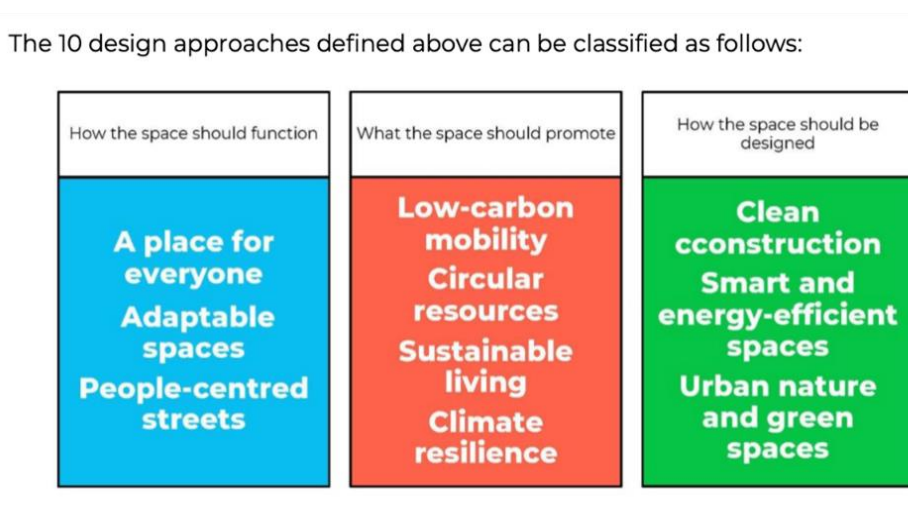 The 10 design approaches defined above can be classified as follows:
How the space should function
A place for
everyone
Adaptable
spaces
People-centred
streets
What the space should promote
Low-carbon
mobility
Circular
resources
Sustainable
living
Climate
resilience
How the space should be
designed
Clean
cconstruction
Smart and
energy-efficient
spaces
Urban nature
and green
spaces